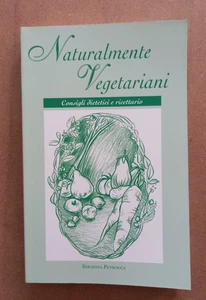 Naturalmente
Vegetariani
Consigli dietetici e ricettario